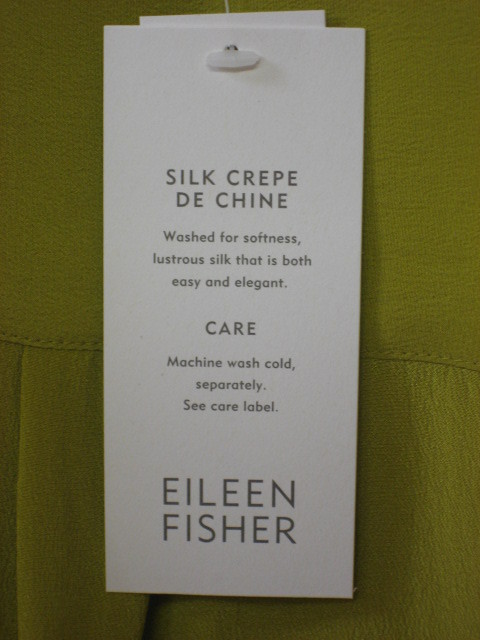 SILK CREPE
DE CHINE
Washed for softness,
lustrous silk that is both
easy and elegant.
CARE
Machine wash cold,
separately.
See care label.
EILEEN
FISHER